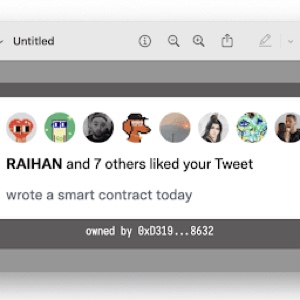 Untitled
RAIHAN and 7 others liked your Tweet
wrote a smart contract today
owned by 0xD319...8632